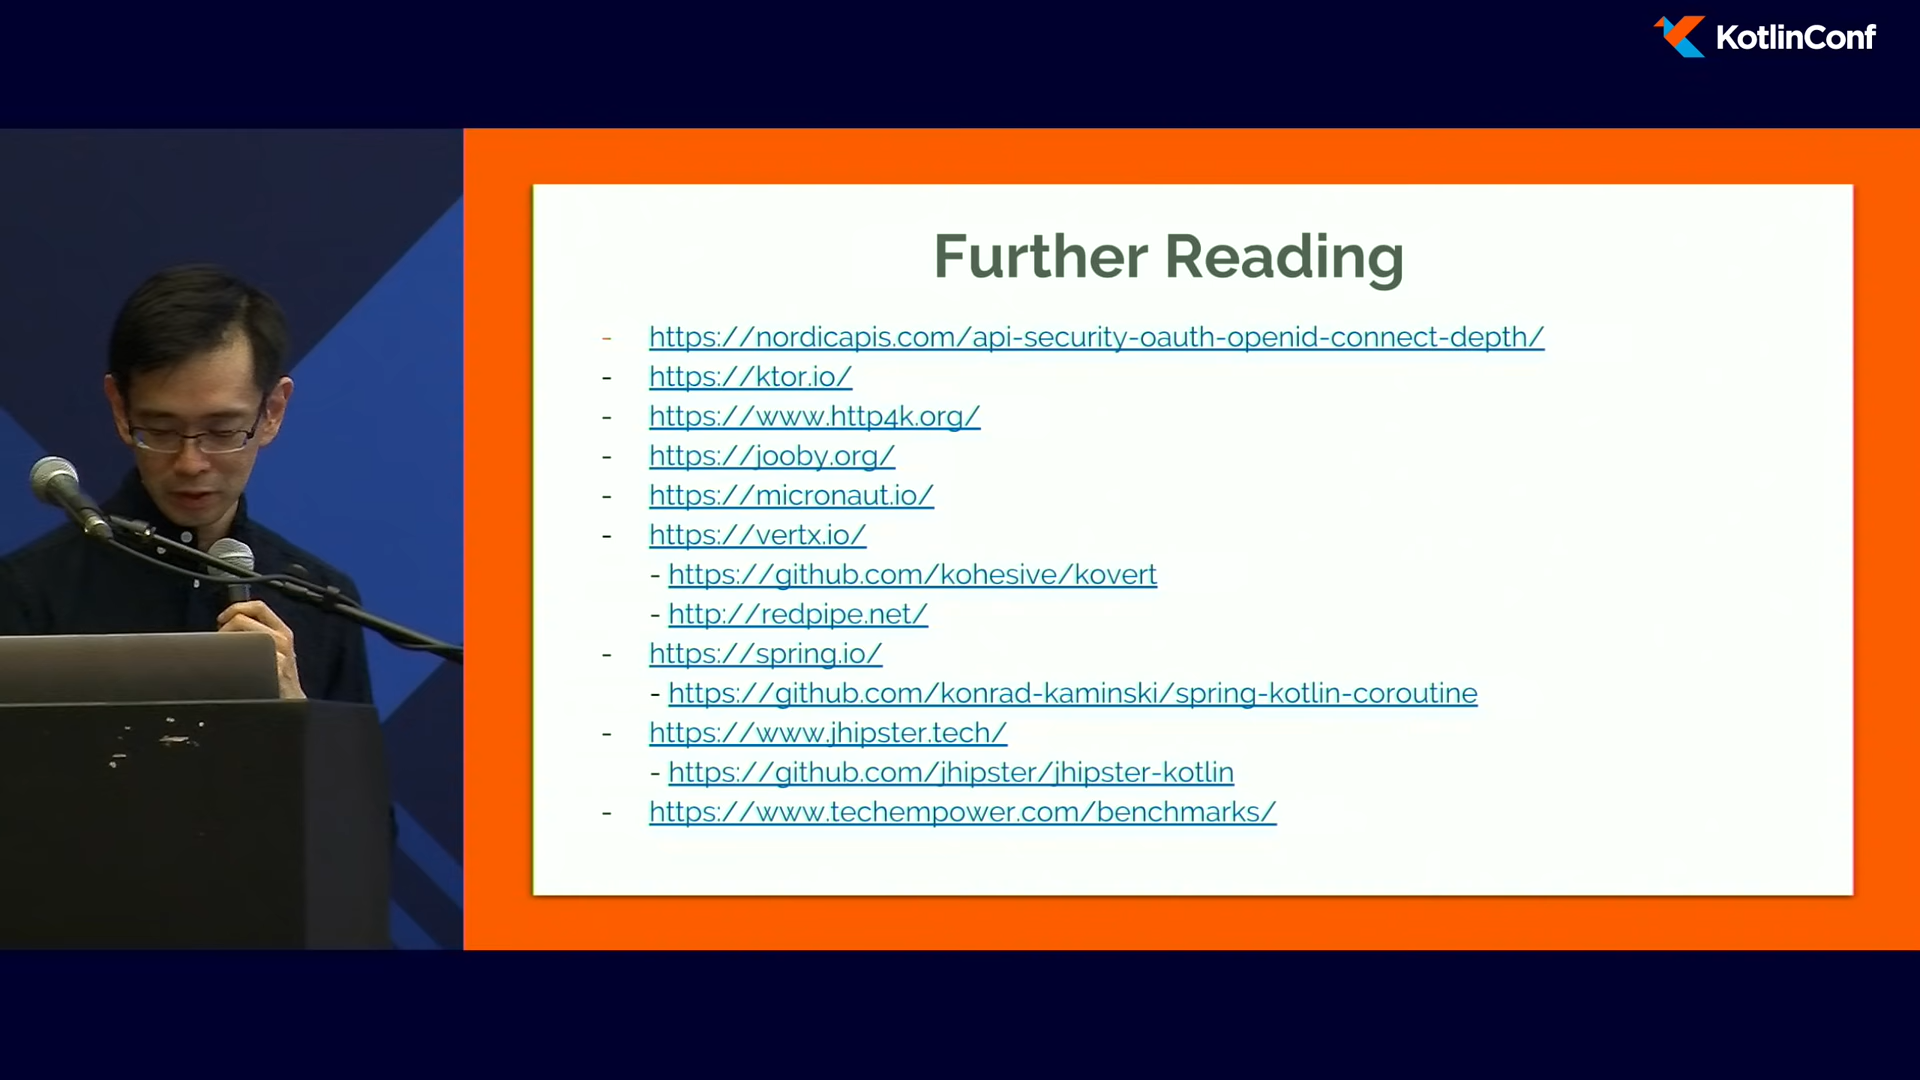 KotlinConf
Further Reading
- https://nordicapis.com/api-security-oauth-openid-connect-depth/
- https://ktor.io/
- https://www.http4k.org/
- https://jooby.org/
- https://micronaut.io/
- https://vertx.io/
- https://github.com/kohesive/kovert
- http://redpipe.net/
- https://spring.io/
- https://github.com/konrad-kaminski/spring-kotlin-coroutine
- https://www.jhipster.tech/
- https://github.com/jhipster/jhipster-kotlin
- https://www.techempower.com/benchmarks/